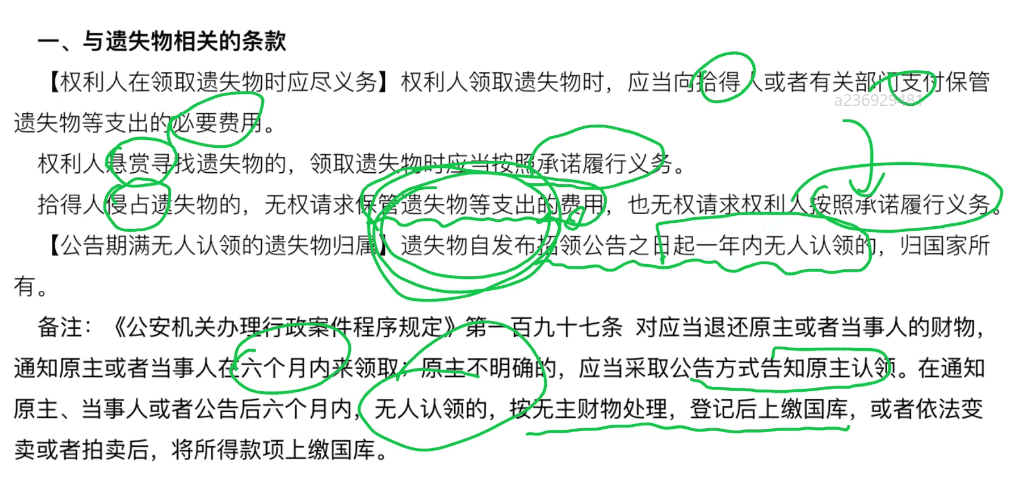 一、与遗失物相关的条款
【权利人在领取遗失物时应尽义务】权利人领取遗失物时，应当向拾得人或者有关部门支付保管
a236929481
遗失物等支出的必要费用。
权利人悬赏寻找遗失物的，领取遗失物时应当按照承诺履行义务。
拾得人侵占遗失物的，无权请求保管遗失物等支出的费用，也无权请求权利人按照承诺履行义务。
【公告期满无人认领的遗失物归属】遗失物自发布招领公告之日起一年内无人认领的，归国家所
有。
备注：《公安机关办理行政案件程序规定》第一百九十七条 对应当退还原主或者当事人的财物，
通知原主或者当事人在六个月内来领取；原主不明确的，应当采取公告方式告知原主认领。在通知
原主、当事人或者公告后六个月内，无人认领的，按无主财物处理，登记后上缴国库，或者依法变
卖或者拍卖后，将所得款项上缴国库。